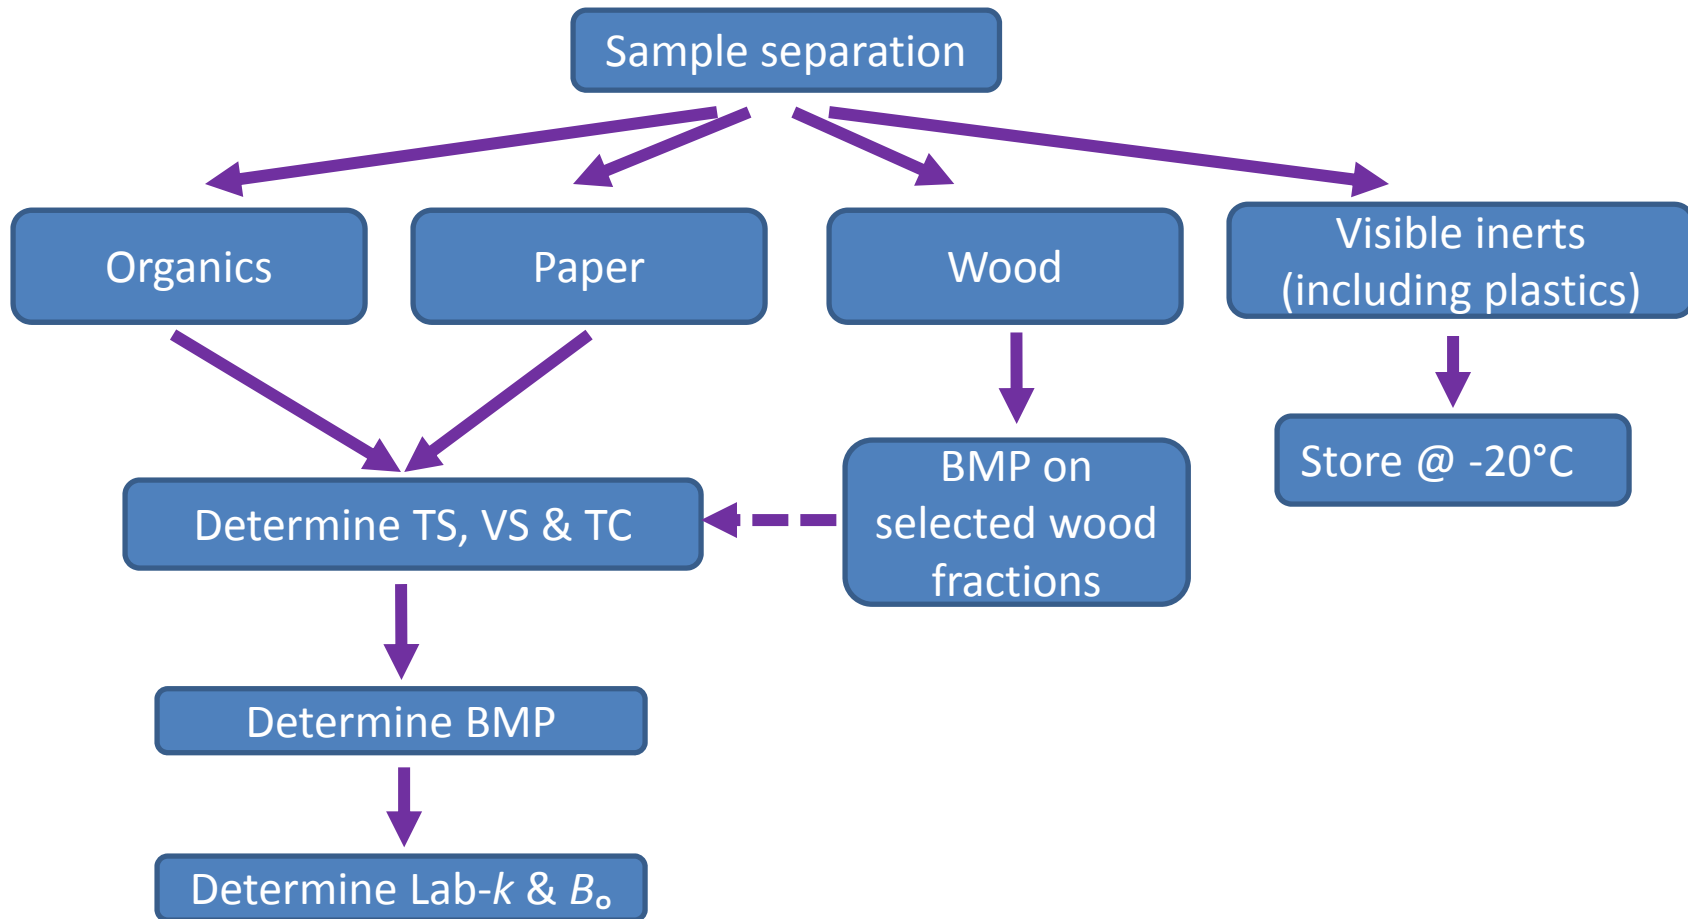 Sample separation
Organics
Paper
Wood
Visible inerts
(including plastics)
Store @ -20°C
BMP on
selected wood
fractions
Determine TS, VS & TC
Determine BMP
Determine Lab-k & Bₒ